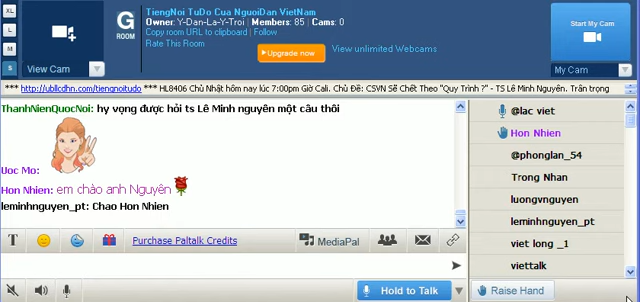 XL
L
M
S
View Cam
G
ROOM
TiengNoi TuDo Cua NguoiDan VietNam
Owner: Y-Dan-La-Y-Troi | Members: 85 | Cams: 0
Copy room URL to clipboard | Follow
Rate This Room
Upgrade now
View unlimited Webcams
Start My Cam
My Cam
*** http://ubllcdhn.com/tiengnoitudo *** HL8406 Chủ Nhật hôm nay lúc 7:00pm Giờ Cali. Chủ Đề: CSVN Sẽ Chết Theo "Quy Trình ?" - TS Lê Minh Nguyên. Trân trọng
ThanhNienQuocNoi: hy vọng được hỏi ts Lê Minh nguyên một câu thôi
Uoc Mo:
Hon Nhien: em chào anh Nguyên
leminhnguyen_pt: Chao Hon Nhien
@lac viet
Hon Nhien
@phonglan_54
Trong Nhan
luongvnguyen
leminhnguyen_pt
viet long _1
viettalk
T
Purchase Paltalk Credits
MediaPal
Hold to Talk
Raise Hand